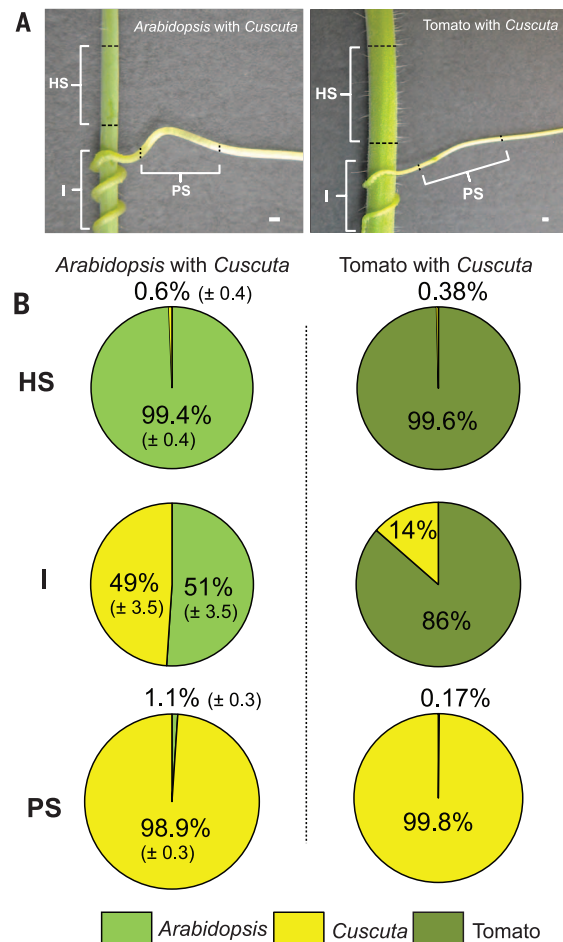 A
Arabidopsis with Cuscuta
HS
I
PS
Tomato with Cuscuta
HS
I
PS
B
Arabidopsis with Cuscuta
Tomato with Cuscuta
HS
0.6% (± 0.4)
99.4%
(± 0.4)
0.38%
99.6%
I
49%
(± 3.5)
51%
(± 3.5)
14%
86%
PS
1.1% (± 0.3)
98.9%
(± 0.3)
0.17%
99.8%
Arabidopsis
Cuscuta
Tomato